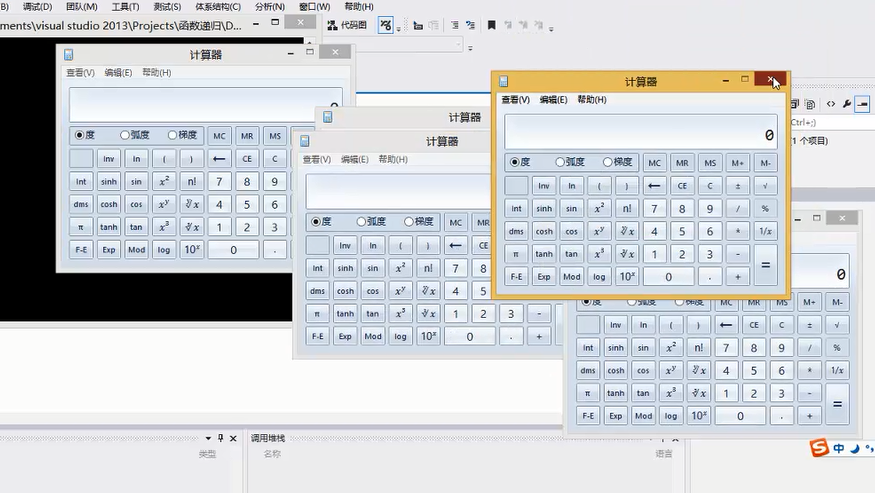 B) 调试(D) 团队(M) 工具(T) 测试(S) 体系结构(C) 分析(N) 窗口(W) 帮助(H)
ments\visual studio 2013\Projects\函数递归\D...
代码图
计算器
查看(V) 编辑(E) 帮助(H)
0
度 弧度 梯度 MC MR MS
Inv ln ( ) ← CE C
Int sinh sin x² n! 7 8 9
dms cosh cos xʸ ʸ√x 4 5 6
π tanh tan x³ ³√x 1 2 3
F-E Exp Mod log 10ˣ 0 .
计算器
计算器
查看(V) 编辑(E) 帮助(H)
度 弧度 梯度 MC MR
Inv ln ( ) ← CE
Int sinh sin x² n! 7 8
dms cosh cos xʸ ʸ√x 4 5
π tanh tan x³ ³√x 1 2 3 -
F-E Exp Mod log 10ˣ 0 . +
计算器
查看(V) 编辑(E) 帮助(H)
0
度 弧度 梯度 MC MR MS M+ M-
Inv ln ( ) ← CE C ± √
Int sinh sin x² n! 7 8 9 / %
dms cosh cos xʸ ʸ√x 4 5 6 * 1/x
π tanh tan x³ ³√x 1 2 3 -
F-E Exp Mod log 10ˣ 0 . + =
Ctrl+;)
1 个项目)
0
度 弧度 梯度 MC MR MS M+ M-
Inv ln ( ) ← CE C ± √
Int sinh sin x² n! 7 8 9 / %
dms cosh cos xʸ ʸ√x 4 5 6 * 1/x
π tanh tan x³ ³√x 1 2 3 -
F-E Exp Mod log 10ˣ 0 . + =
类型
调用堆栈
名称 语言
S 中